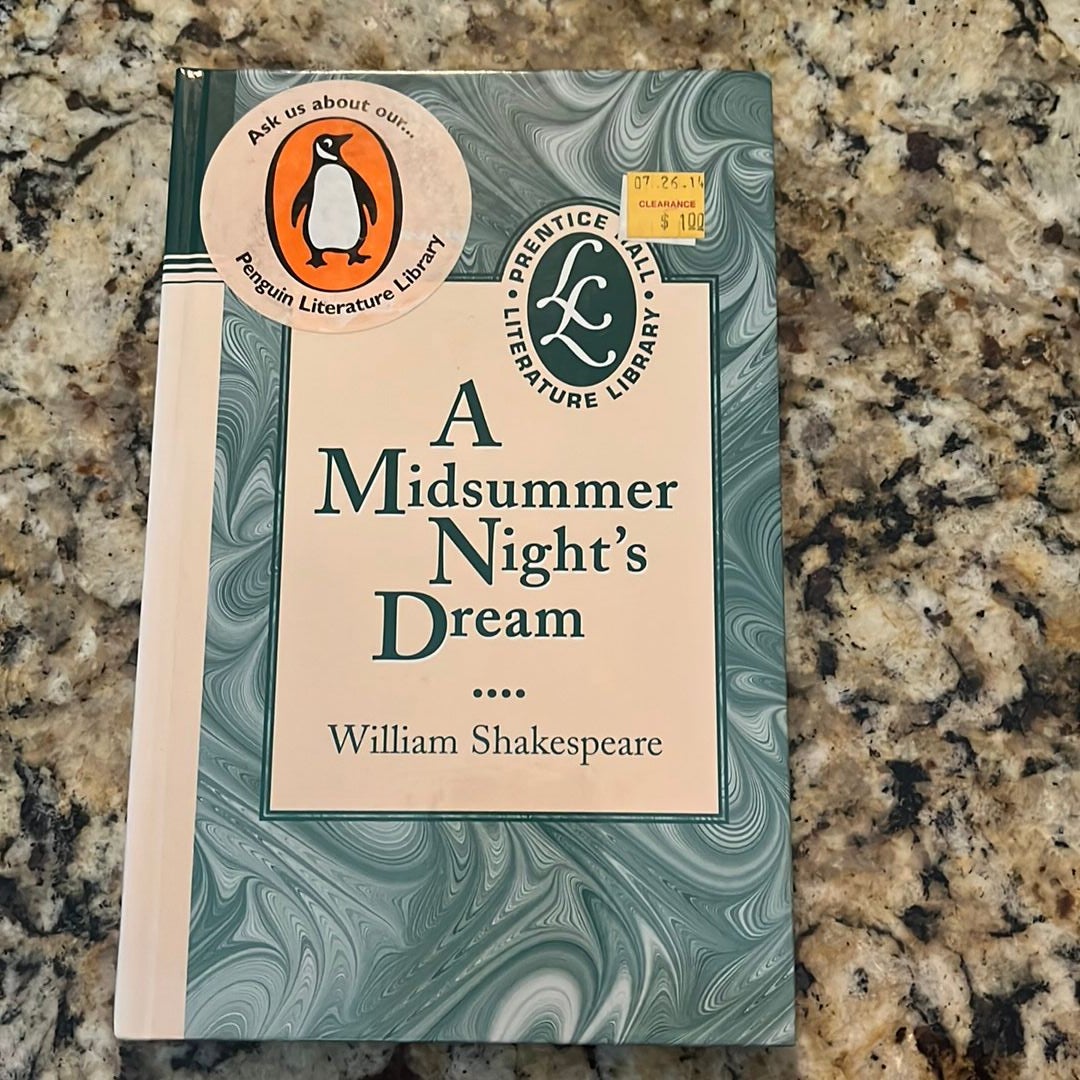 Ask us about our...
Penguin Literature Library
07.26.14
CLEARANCE
$ 100
PRENTICE HALL
LITERATURE LIBRARY
LL
A
Midsummer
Night's
Dream
William Shakespeare